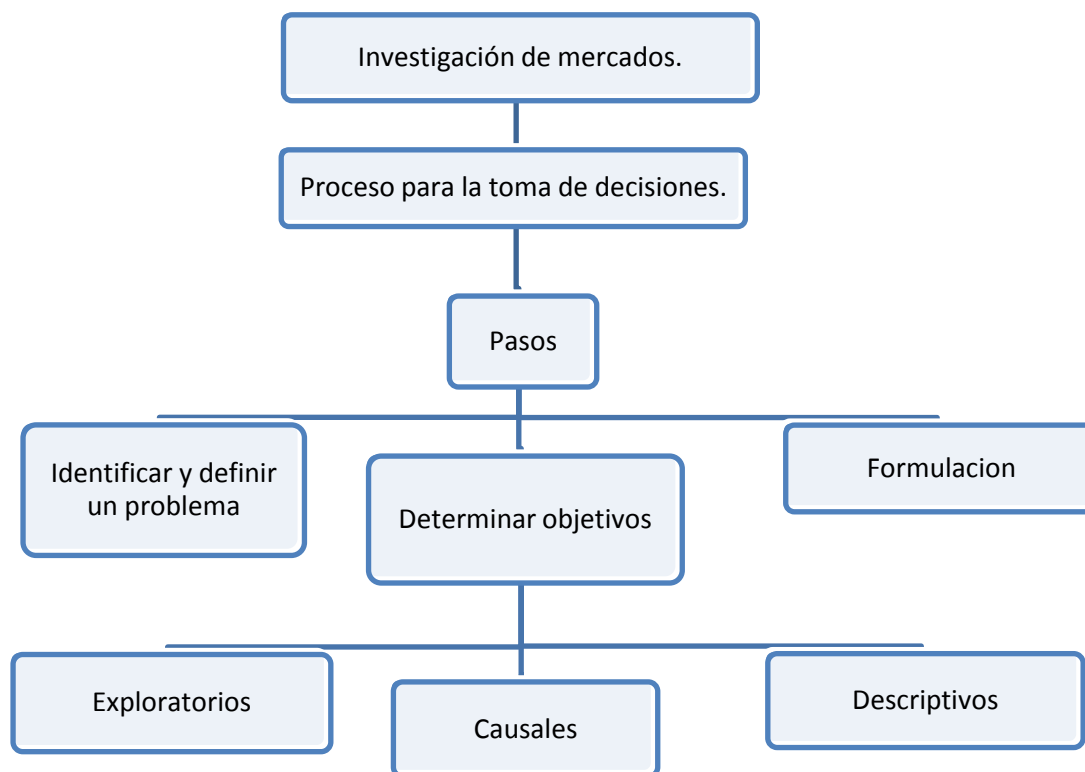 Investigación de mercados.
Proceso para la toma de decisiones.
Pasos
Identificar y definir
un problema
Determinar objetivos
Formulacion
Exploratorios
Causales
Descriptivos